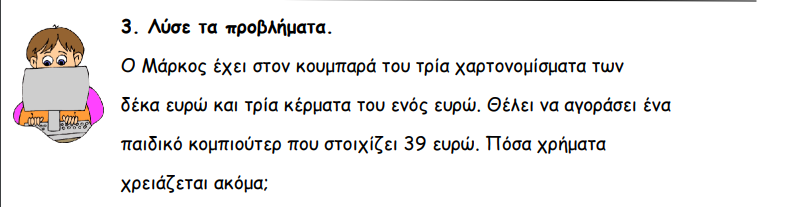 3. Λύσε τα προβλήματα.
Ο Μάρκος έχει στον κουμπαρά του τρία χαρτονομίσματα των
δέκα ευρώ και τρία κέρματα του ενός ευρώ. Θέλει να αγοράσει ένα
παιδικό κομπιούτερ που στοιχίζει 39 ευρώ. Πόσα χρήματα
χρειάζεται ακόμα;